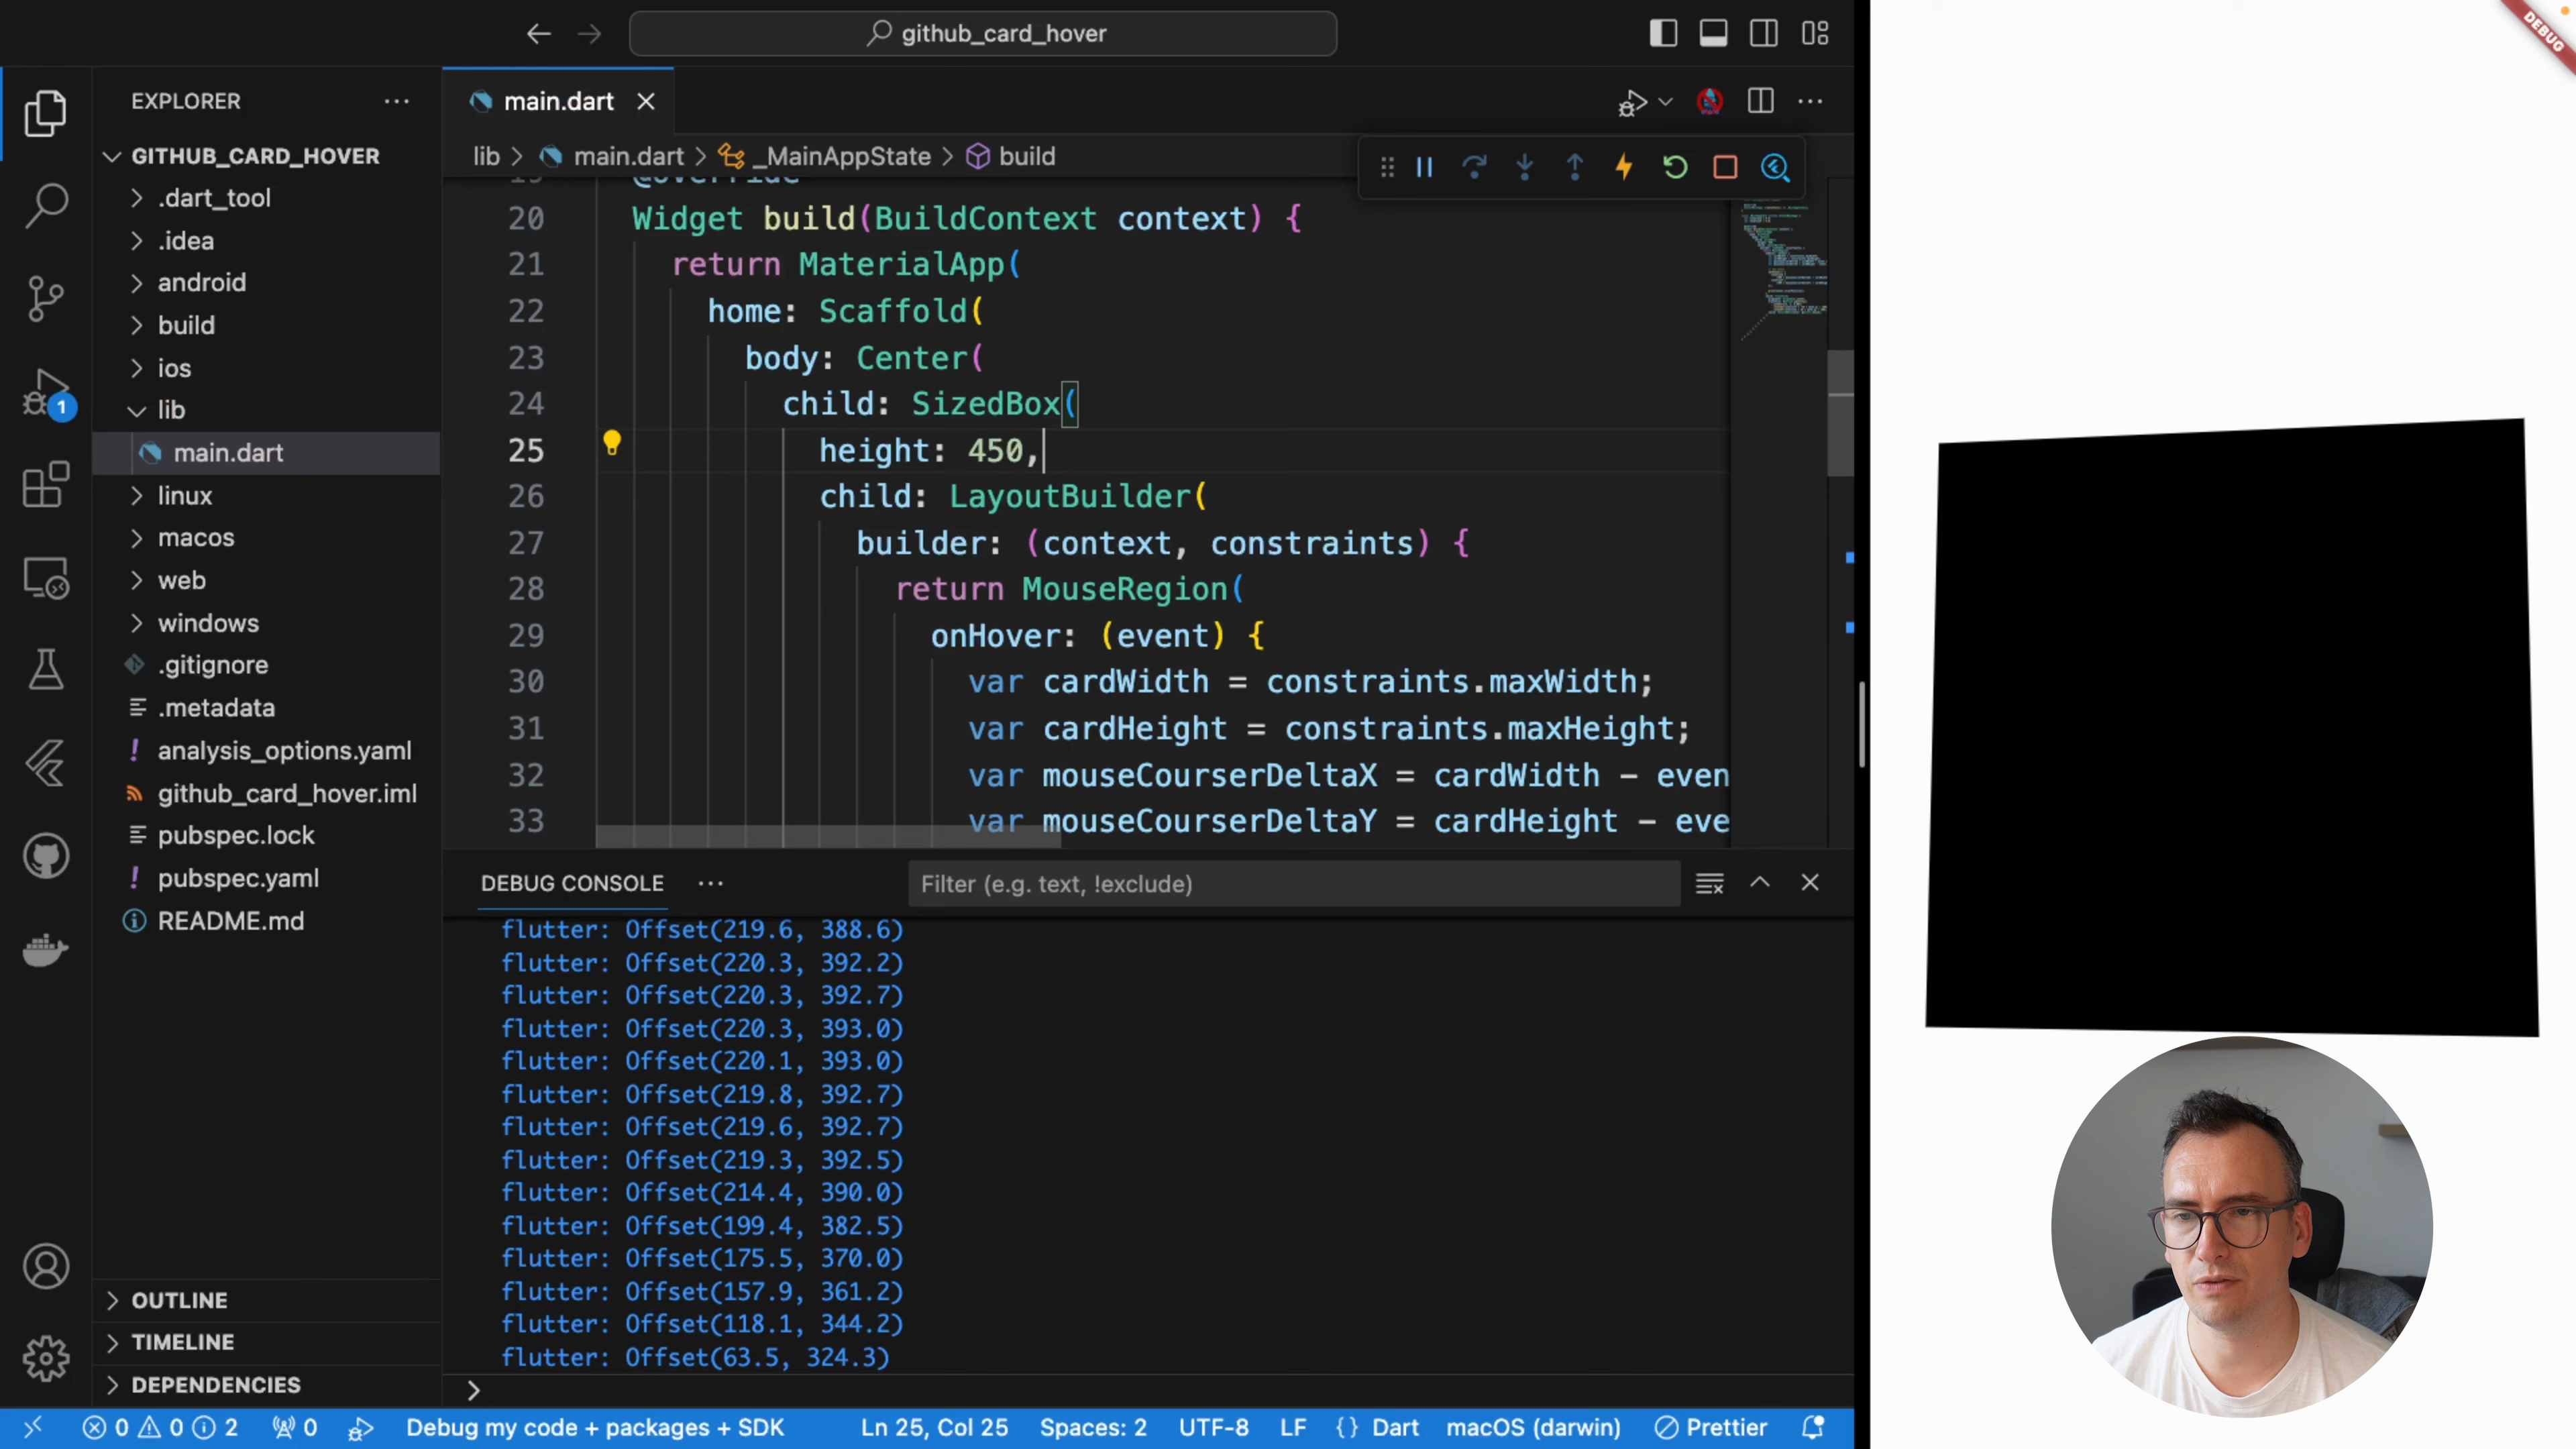 github_card_hover
EXPLORER
main.dart
GITHUB_CARD_HOVER
.dart_tool
.idea
android
build
ios
lib
main.dart
linux
macos
web
windows
.gitignore
.metadata
analysis_options.yaml
github_card_hover.iml
pubspec.lock
pubspec.yaml
README.md
OUTLINE
TIMELINE
DEPENDENCIES
1
lib > main.dart > _MainAppState > build
19 @override
20 Widget build(BuildContext context) {
21 return MaterialApp(
22 home: Scaffold(
23 body: Center(
24 child: SizedBox(
25 height: 450,
26 child: LayoutBuilder(
27 builder: (context, constraints) {
28 return MouseRegion(
29 onHover: (event) {
30 var cardWidth = constraints.maxWidth;
31 var cardHeight = constraints.maxHeight;
32 var mouseCourserDeltaX = cardWidth - even
33 var mouseCourserDeltaY = cardHeight - eve
DEBUG CONSOLE
Filter (e.g. text, !exclude)
flutter: Offset(219.6, 388.6)
flutter: Offset(220.3, 392.2)
flutter: Offset(220.3, 392.7)
flutter: Offset(220.3, 393.0)
flutter: Offset(220.1, 393.0)
flutter: Offset(219.8, 392.7)
flutter: Offset(219.6, 392.7)
flutter: Offset(219.3, 392.5)
flutter: Offset(214.4, 390.0)
flutter: Offset(199.4, 382.5)
flutter: Offset(175.5, 370.0)
flutter: Offset(157.9, 361.2)
flutter: Offset(118.1, 344.2)
flutter: Offset(63.5, 324.3)
0 0 2 0 Debug my code + packages + SDK Ln 25, Col 25 Spaces: 2 UTF-8 LF {} Dart macOS (darwin) Prettier
DEBUG